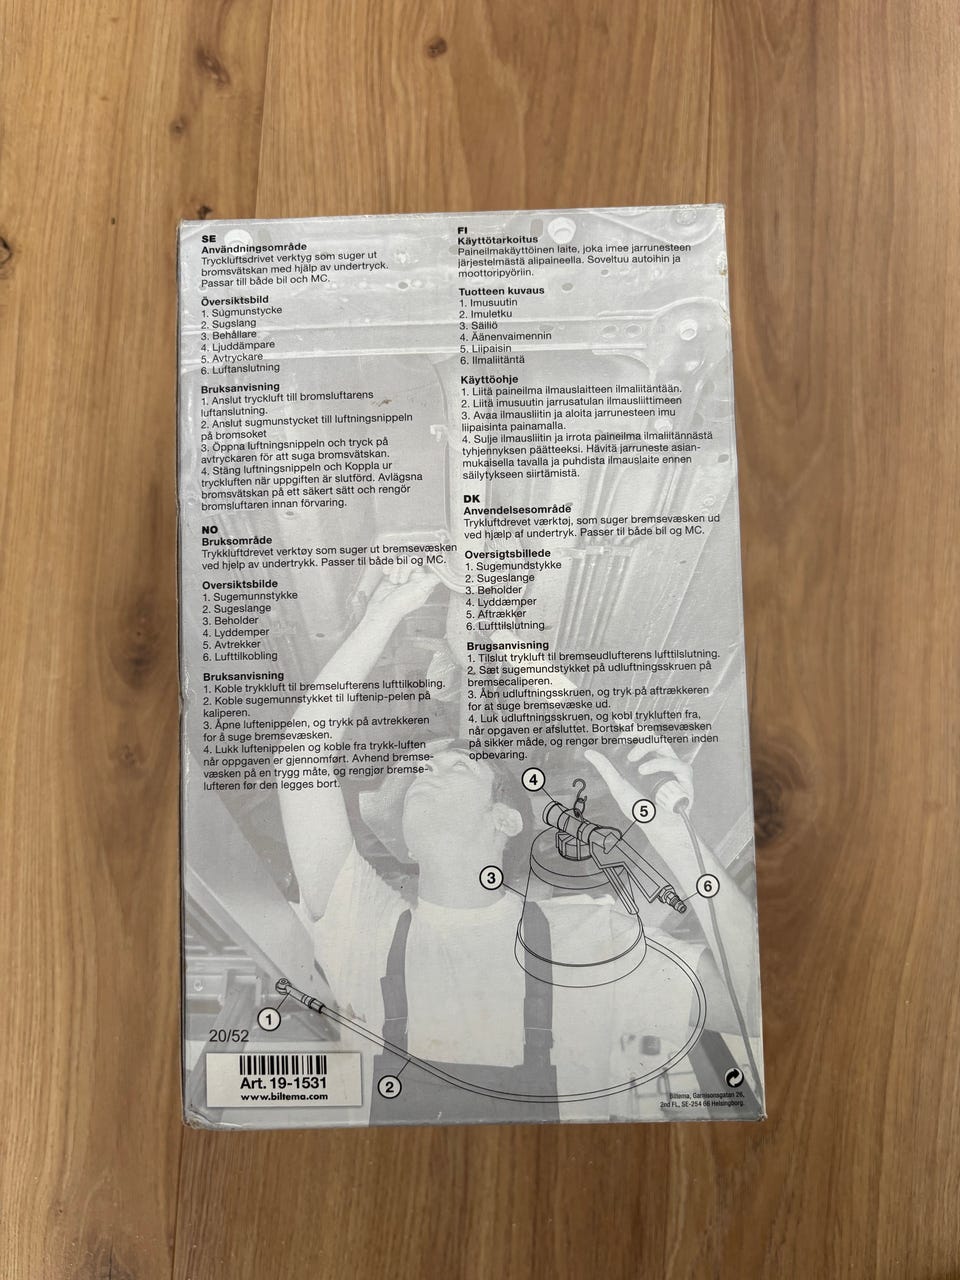 SE
Användningsområde
Tryckluftsdrivet verktyg som suger ut
bromsvätskan med hjälp av undertryck.
Passar till både bil och MC.
Översiktsbild
1. Sugmunstycke
2. Sugslang
3. Behållare
4. Ljuddämpare
5. Avtryckare
6. Luftanslutning
Bruksanvisning
1. Anslut tryckluft till bromsluftarens
luftanslutning.
2. Anslut sugmunstycket till luftningsnippeln
på bromsoket
3. Öppna luftningsnippeln och tryck på
avtryckaren för att suga bromsvätskan.
4. Stäng luftningsnippeln och Koppla ur
tryckluften när uppgiften är slutförd. Avlägsna
bromsvätskan på ett säkert sätt och rengör
bromsluftaren innan förvaring.
NO
Bruksområde
Trykkluftdrevet verktøy som suger ut bremsevæsken
ved hjelp av undertrykk. Passer til både bil og MC.
Oversiktsbilde
1. Sugemunnstykke
2. Sugeslange
3. Beholder
4. Lyddemper
5. Avtrekker
6. Lufttilkobling
Bruksanvisning
1. Koble trykkluft til bremselufterens lufttilkobling.
2. Koble sugemunnstykket til luftenip-pelen på
kaliperen.
3. Åpne luftenippelen, og trykk på avtrekkeren
for å suge bremsevæsken.
4. Lukk luftenippelen og koble fra trykk-luften
når oppgaven er gjennomført. Avhend bremse-
væsken på en trygg måte, og rengjør bremse-
lufteren før den legges bort.
FI
Käyttötarkoitus
Paineilmakäyttöinen laite, joka imee jarrunesteen
järjestelmästä alipaineella. Soveltuu autoihin ja
moottoripyöriin.
Tuotteen kuvaus
1. Imusuutin
2. Imuletku
3. Säiliö
4. Äänenvaimennin
5. Liipaisin
6. Ilmaliitäntä
Käyttöohje
1. Liitä paineilma ilmauslaitteen ilmaliitäntään.
2. Liitä imusuutin jarrusatulan ilmausliittimeen
3. Avaa ilmausliitin ja aloita jarrunesteen imu
liipaisinta painamalla.
4. Sulje ilmausliitin ja irrota paineilma ilmaliitännästä
tyhjennyksen päätteeksi. Hävitä jarruneste asian-
mukaisella tavalla ja puhdista ilmauslaite ennen
säilytykseen siirtämistä.
DK
Anvendelsesområde
Trykluftdrevet værktøj, som suger bremsevæsken ud
ved hjælp af undertryk. Passer til både bil og MC.
Oversigtsbillede
1. Sugemundstykke
2. Sugeslange
3. Beholder
4. Lyddæmper
5. Aftrækker
6. Lufttilslutning
Brugsanvisning
1. Tilslut trykluft til bremseudlufterens lufttilslutning.
2. Sæt sugemundstykket på udluftningsskruen på
bremsecaliperen.
3. Åbn udluftningsskruen, og tryk på aftrækkeren
for at suge bremsevæske ud.
4. Luk udluftningsskruen, og kobl trykluften fra,
når opgaven er afsluttet. Bortskaf bremsevæsken
på sikker måde, og rengør bremseudlufteren inden
opbevaring.
4
5
3
6
1
2
20/52
Art. 19-1531
www.biltema.com
Biltema, Garnisonsgatan 26,
2nd FL, SE-254 66 Helsingborg.